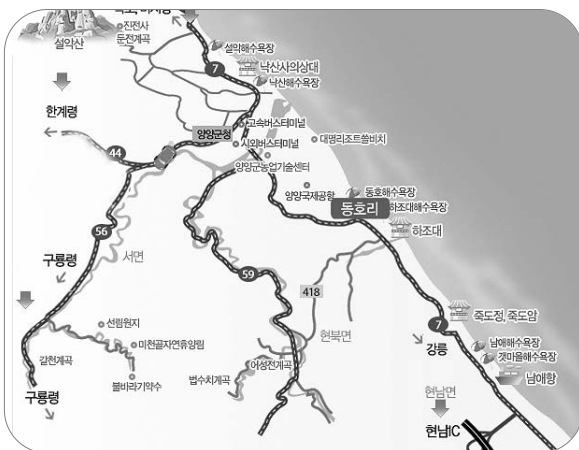 설악산
진전사
둔전계곡
설악해수욕장
7
낙산사의상대
낙산해수욕장
한계령
양양군청
고속버스터미널
44
시외버스터미널
대명리조트쏠비치
양양군농업기술센터
양양국제공항
동호해수욕장
동호리
하조대해수욕장
하조대
56
서면
구룡령
59
418
선림원지
미천골자연휴양림
현북면
7
죽도정, 죽도암
강릉
남애해수욕장
갯마을해수욕장
갈천계곡
어성전계곡
불바라기약수
법수치계곡
남애항
구룡령
현남면
현남IC